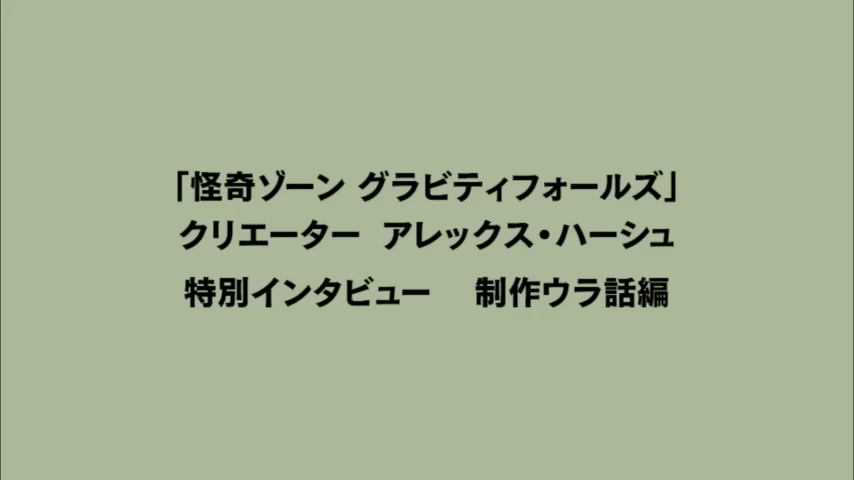 「怪奇ゾーン グラビティフォールズ」
クリエーター アレックス・ハーシュ
特別インタビュー 制作ウラ話編